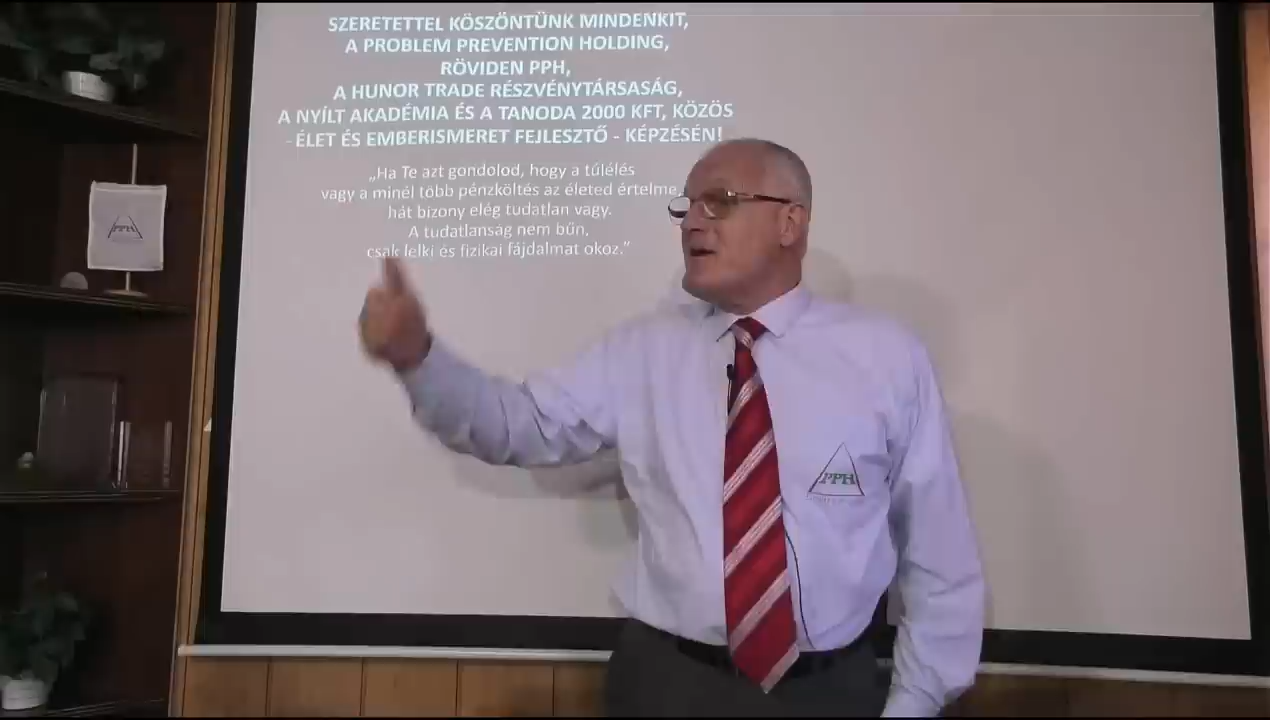 SZERETETTEL KÖSZÖNTÜNK MINDENKIT,
A PROBLEM PREVENTION HOLDING,
RÖVIDEN PPH,
A HUNOR TRADE RÉSZVÉNYTÁRSASÁG,
A NYÍLT AKADÉMIA ÉS A TANODA 2000 KFT, KÖZÖS
- ÉLET ÉS EMBERISMERET FEJLESZTŐ - KÉPZÉSÉN!
„Ha Te azt gondolod, hogy a túlélés
vagy a minél több pénzköltés az életed értelme,
hát bizony elég tudatlan vagy.
A tudatlanság nem bűn,
csak lelki és fizikai fájdalmat okoz.”
PPH
PPH